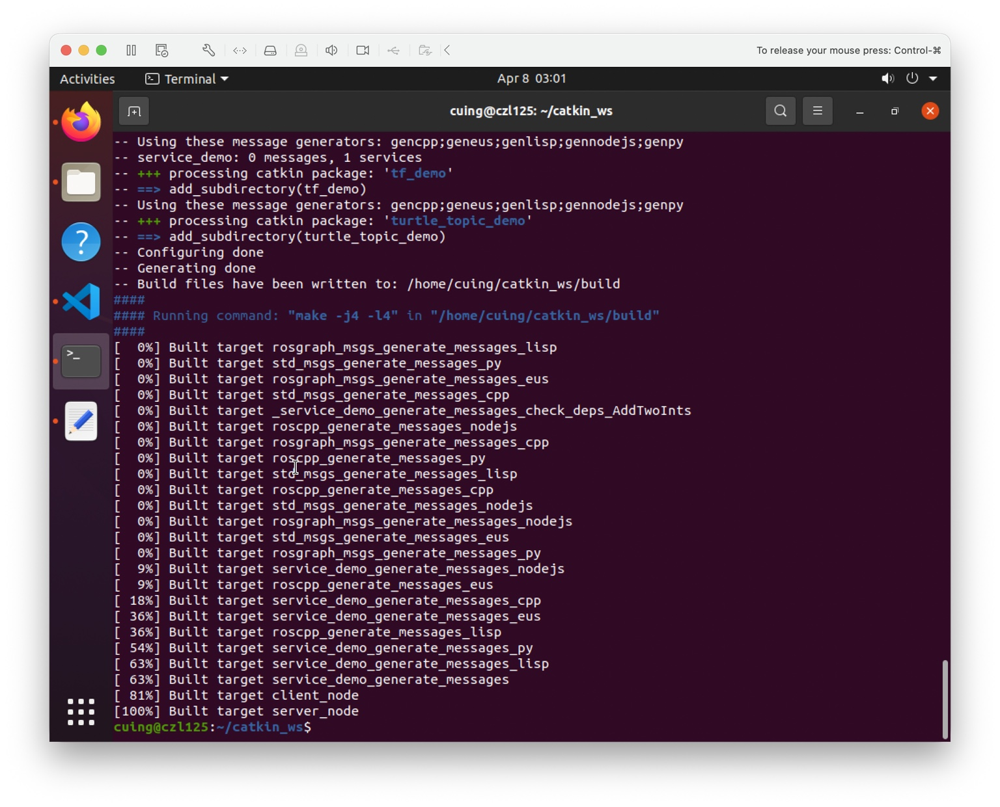 To release your mouse press: Control-⌘
Activities
Terminal
Apr 8 03:01
cuing@czl125: ~/catkin_ws
-- Using these message generators: gencpp;geneus;genlisp;gennodejs;genpy
-- service_demo: 0 messages, 1 services
-- +++ processing catkin package: 'tf_demo'
-- ==> add_subdirectory(tf_demo)
-- Using these message generators: gencpp;geneus;genlisp;gennodejs;genpy
-- +++ processing catkin package: 'turtle_topic_demo'
-- ==> add_subdirectory(turtle_topic_demo)
-- Configuring done
-- Generating done
-- Build files have been written to: /home/cuing/catkin_ws/build
####
#### Running command: "make -j4 -l4" in "/home/cuing/catkin_ws/build"
####
[  0%] Built target rosgraph_msgs_generate_messages_lisp
[  0%] Built target std_msgs_generate_messages_py
[  0%] Built target rosgraph_msgs_generate_messages_eus
[  0%] Built target std_msgs_generate_messages_cpp
[  0%] Built target _service_demo_generate_messages_check_deps_AddTwoInts
[  0%] Built target roscpp_generate_messages_nodejs
[  0%] Built target rosgraph_msgs_generate_messages_cpp
[  0%] Built target roscpp_generate_messages_py
[  0%] Built target std_msgs_generate_messages_lisp
[  0%] Built target roscpp_generate_messages_cpp
[  0%] Built target std_msgs_generate_messages_nodejs
[  0%] Built target rosgraph_msgs_generate_messages_nodejs
[  0%] Built target std_msgs_generate_messages_eus
[  0%] Built target rosgraph_msgs_generate_messages_py
[  9%] Built target service_demo_generate_messages_nodejs
[  9%] Built target roscpp_generate_messages_eus
[ 18%] Built target service_demo_generate_messages_cpp
[ 36%] Built target service_demo_generate_messages_eus
[ 36%] Built target roscpp_generate_messages_lisp
[ 54%] Built target service_demo_generate_messages_py
[ 63%] Built target service_demo_generate_messages_lisp
[ 63%] Built target service_demo_generate_messages
[ 81%] Built target client_node
[100%] Built target server_node
cuing@czl125:~/catkin_ws$